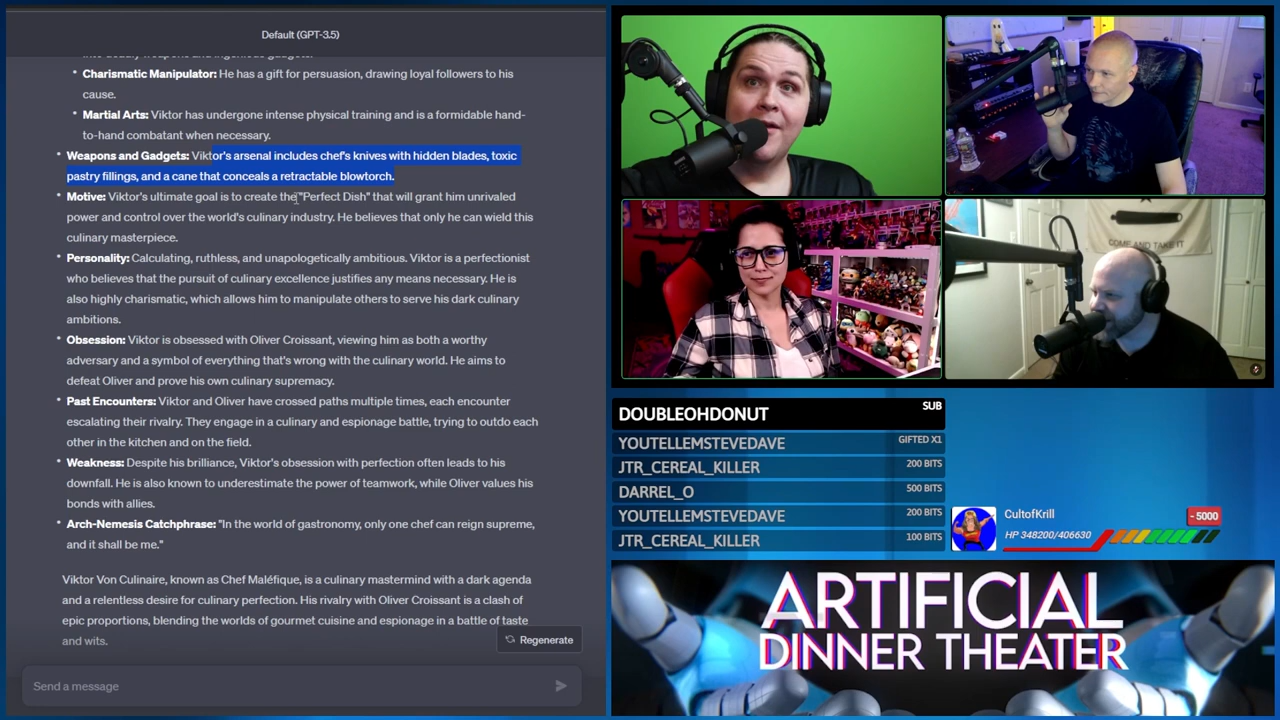 Default (GPT-3.5)
into deadly weapons and ingenious gadgets.
Charismatic Manipulator: He has a gift for persuasion, drawing loyal followers to his
cause.
Martial Arts: Viktor has undergone intense physical training and is a formidable hand-
to-hand combatant when necessary.
Weapons and Gadgets: Viktor's arsenal includes chef's knives with hidden blades, toxic
pastry fillings, and a cane that conceals a retractable blowtorch.
Motive: Viktor's ultimate goal is to create the "Perfect Dish" that will grant him unrivaled
power and control over the world's culinary industry. He believes that only he can wield this
culinary masterpiece.
Personality: Calculating, ruthless, and unapologetically ambitious. Viktor is a perfectionist
who believes that the pursuit of culinary excellence justifies any means necessary. He is
also highly charismatic, which allows him to manipulate others to serve his dark culinary
ambitions.
Obsession: Viktor is obsessed with Oliver Croissant, viewing him as both a worthy
adversary and a symbol of everything that's wrong with the culinary world. He aims to
defeat Oliver and prove his own culinary supremacy.
Past Encounters: Viktor and Oliver have crossed paths multiple times, each encounter
escalating their rivalry. They engage in a culinary and espionage battle, trying to outdo each
other in the kitchen and on the field.
Weakness: Despite his brilliance, Viktor's obsession with perfection often leads to his
downfall. He is also known to underestimate the power of teamwork, while Oliver values his
bonds with allies.
Arch-Nemesis Catchphrase: "In the world of gastronomy, only one chef can reign supreme,
and it shall be me."
Viktor Von Culinaire, known as Chef Maléfique, is a culinary mastermind with a dark agenda
and a relentless desire for culinary perfection. His rivalry with Oliver Croissant is a clash of
epic proportions, blending the worlds of gourmet cuisine and espionage in a battle of taste
and wits.
Regenerate
Send a message
COME AND TAKE IT
DOUBLEOHDONUT SUB
YOUTELLEMSTEVEDAVE GIFTED X1
JTR_CEREAL_KILLER 200 BITS
DARREL_O 500 BITS
YOUTELLEMSTEVEDAVE 200 BITS
JTR_CEREAL_KILLER 100 BITS
CultofKrill - 5000
HP 348200/406630
ARTIFICIAL
DINNER THEATER